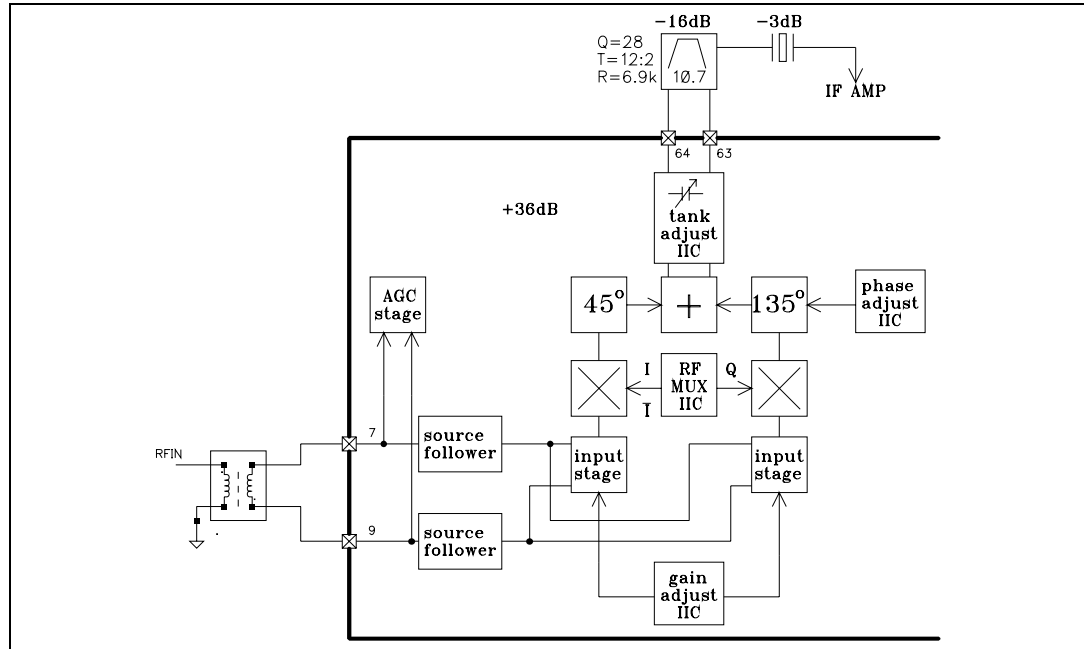 -16dB
-3dB
Q=28
T=12:2
R=6.9k
10.7
IF AMP
64
63
+36dB
tank
adjust
IIC
AGC
stage
45°
+
135°
phase
adjust
IIC
I
RF
MUX
IIC
Q
I
RFIN
7
source
follower
input
stage
input
stage
9
source
follower
gain
adjust
IIC